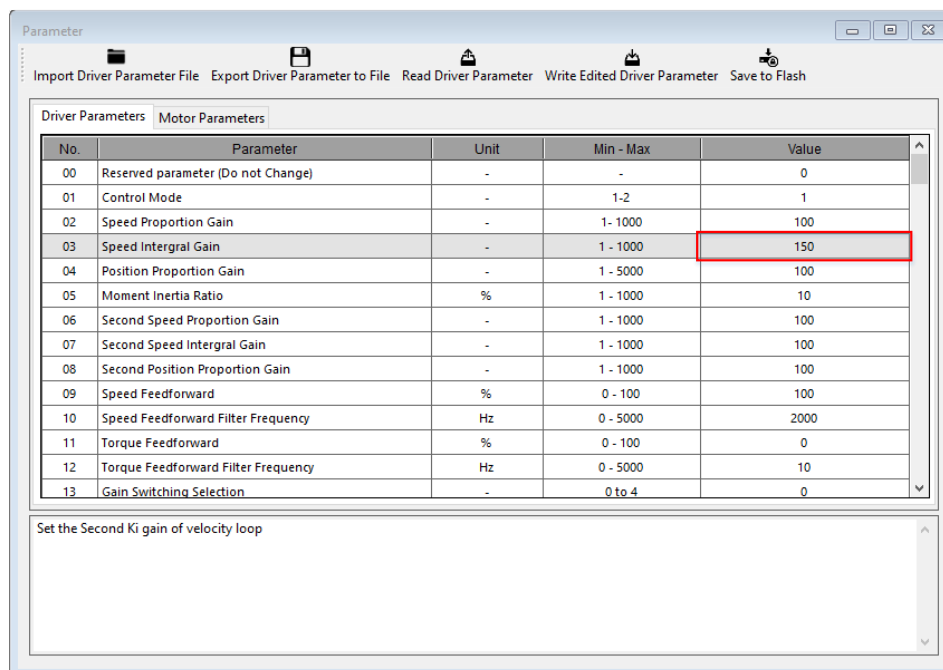 Parameter
Import Driver Parameter File Export Driver Parameter to File Read Driver Parameter Write Edited Driver Parameter Save to Flash
Driver Parameters Motor Parameters
No. Parameter Unit Min - Max Value
00 Reserved parameter (Do not Change) - - 0
01 Control Mode - 1-2 1
02 Speed Proportion Gain - 1- 1000 100
03 Speed Intergral Gain - 1 - 1000 150
04 Position Proportion Gain - 1 - 5000 100
05 Moment Inertia Ratio % 1 - 1000 10
06 Second Speed Proportion Gain - 1 - 1000 100
07 Second Speed Intergral Gain - 1 - 1000 100
08 Second Position Proportion Gain - 1 - 1000 100
09 Speed Feedforward % 0 - 100 100
10 Speed Feedforward Filter Frequency Hz 0 - 5000 2000
11 Torque Feedforward % 0 - 100 0
12 Torque Feedforward Filter Frequency Hz 0 - 5000 10
13 Gain Switching Selection - 0 to 4 0
Set the Second Ki gain of velocity loop